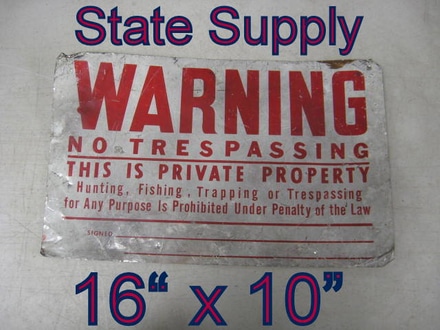 State Supply
WARNING
NO TRESPASSING
THIS IS PRIVATE PROPERTY
Hunting, Fishing, Trapping or Trespassing
for Any Purpose Is Prohibited Under Penalty of the Law
SIGNED
16“ x 10”